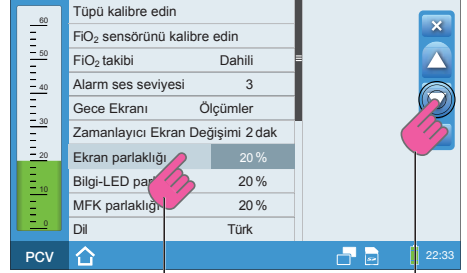 60
50
40
30
20
10
0
Tüpü kalibre edin
FiO2 sensörünü kalibre edin
FiO2 takibi Dahili
Alarm ses seviyesi 3
Gece Ekranı Ölçümler
Zamanlayıcı Ekran Değişimi 2 dak
Ekran parlaklığı 20 %
Bilgi-LED par 20 %
MFK parlaklığı 20 %
Dil Türk
PCV 22:33